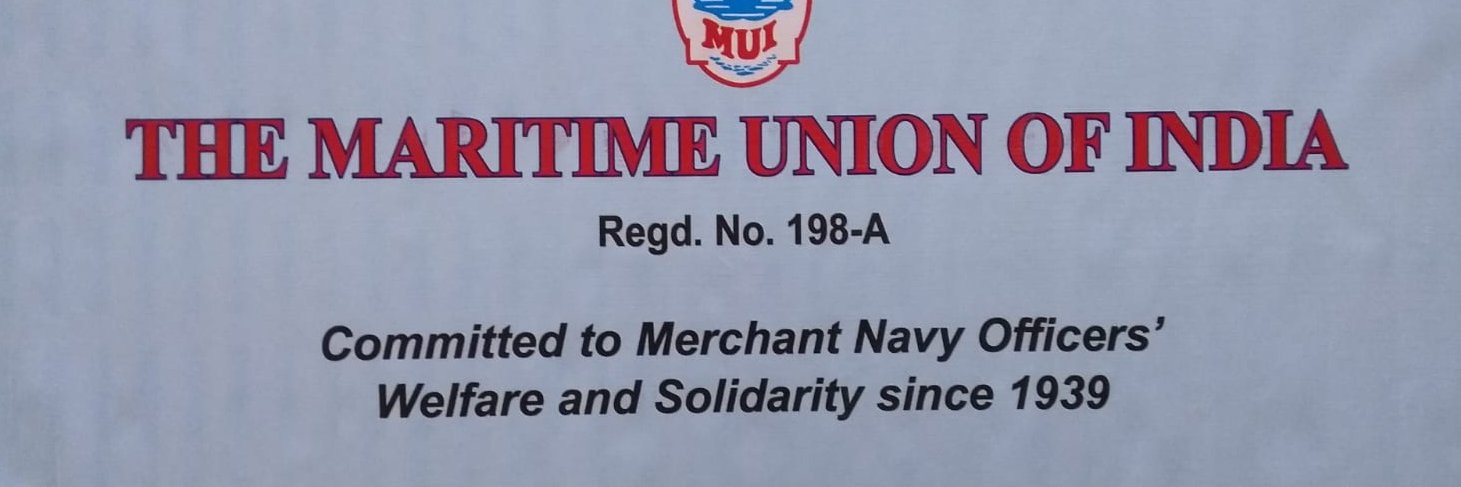 MUI
THE MARITIME UNION OF INDIA
Regd. No. 198-A
Committed to Merchant Navy Officers’
Welfare and Solidarity since 1939